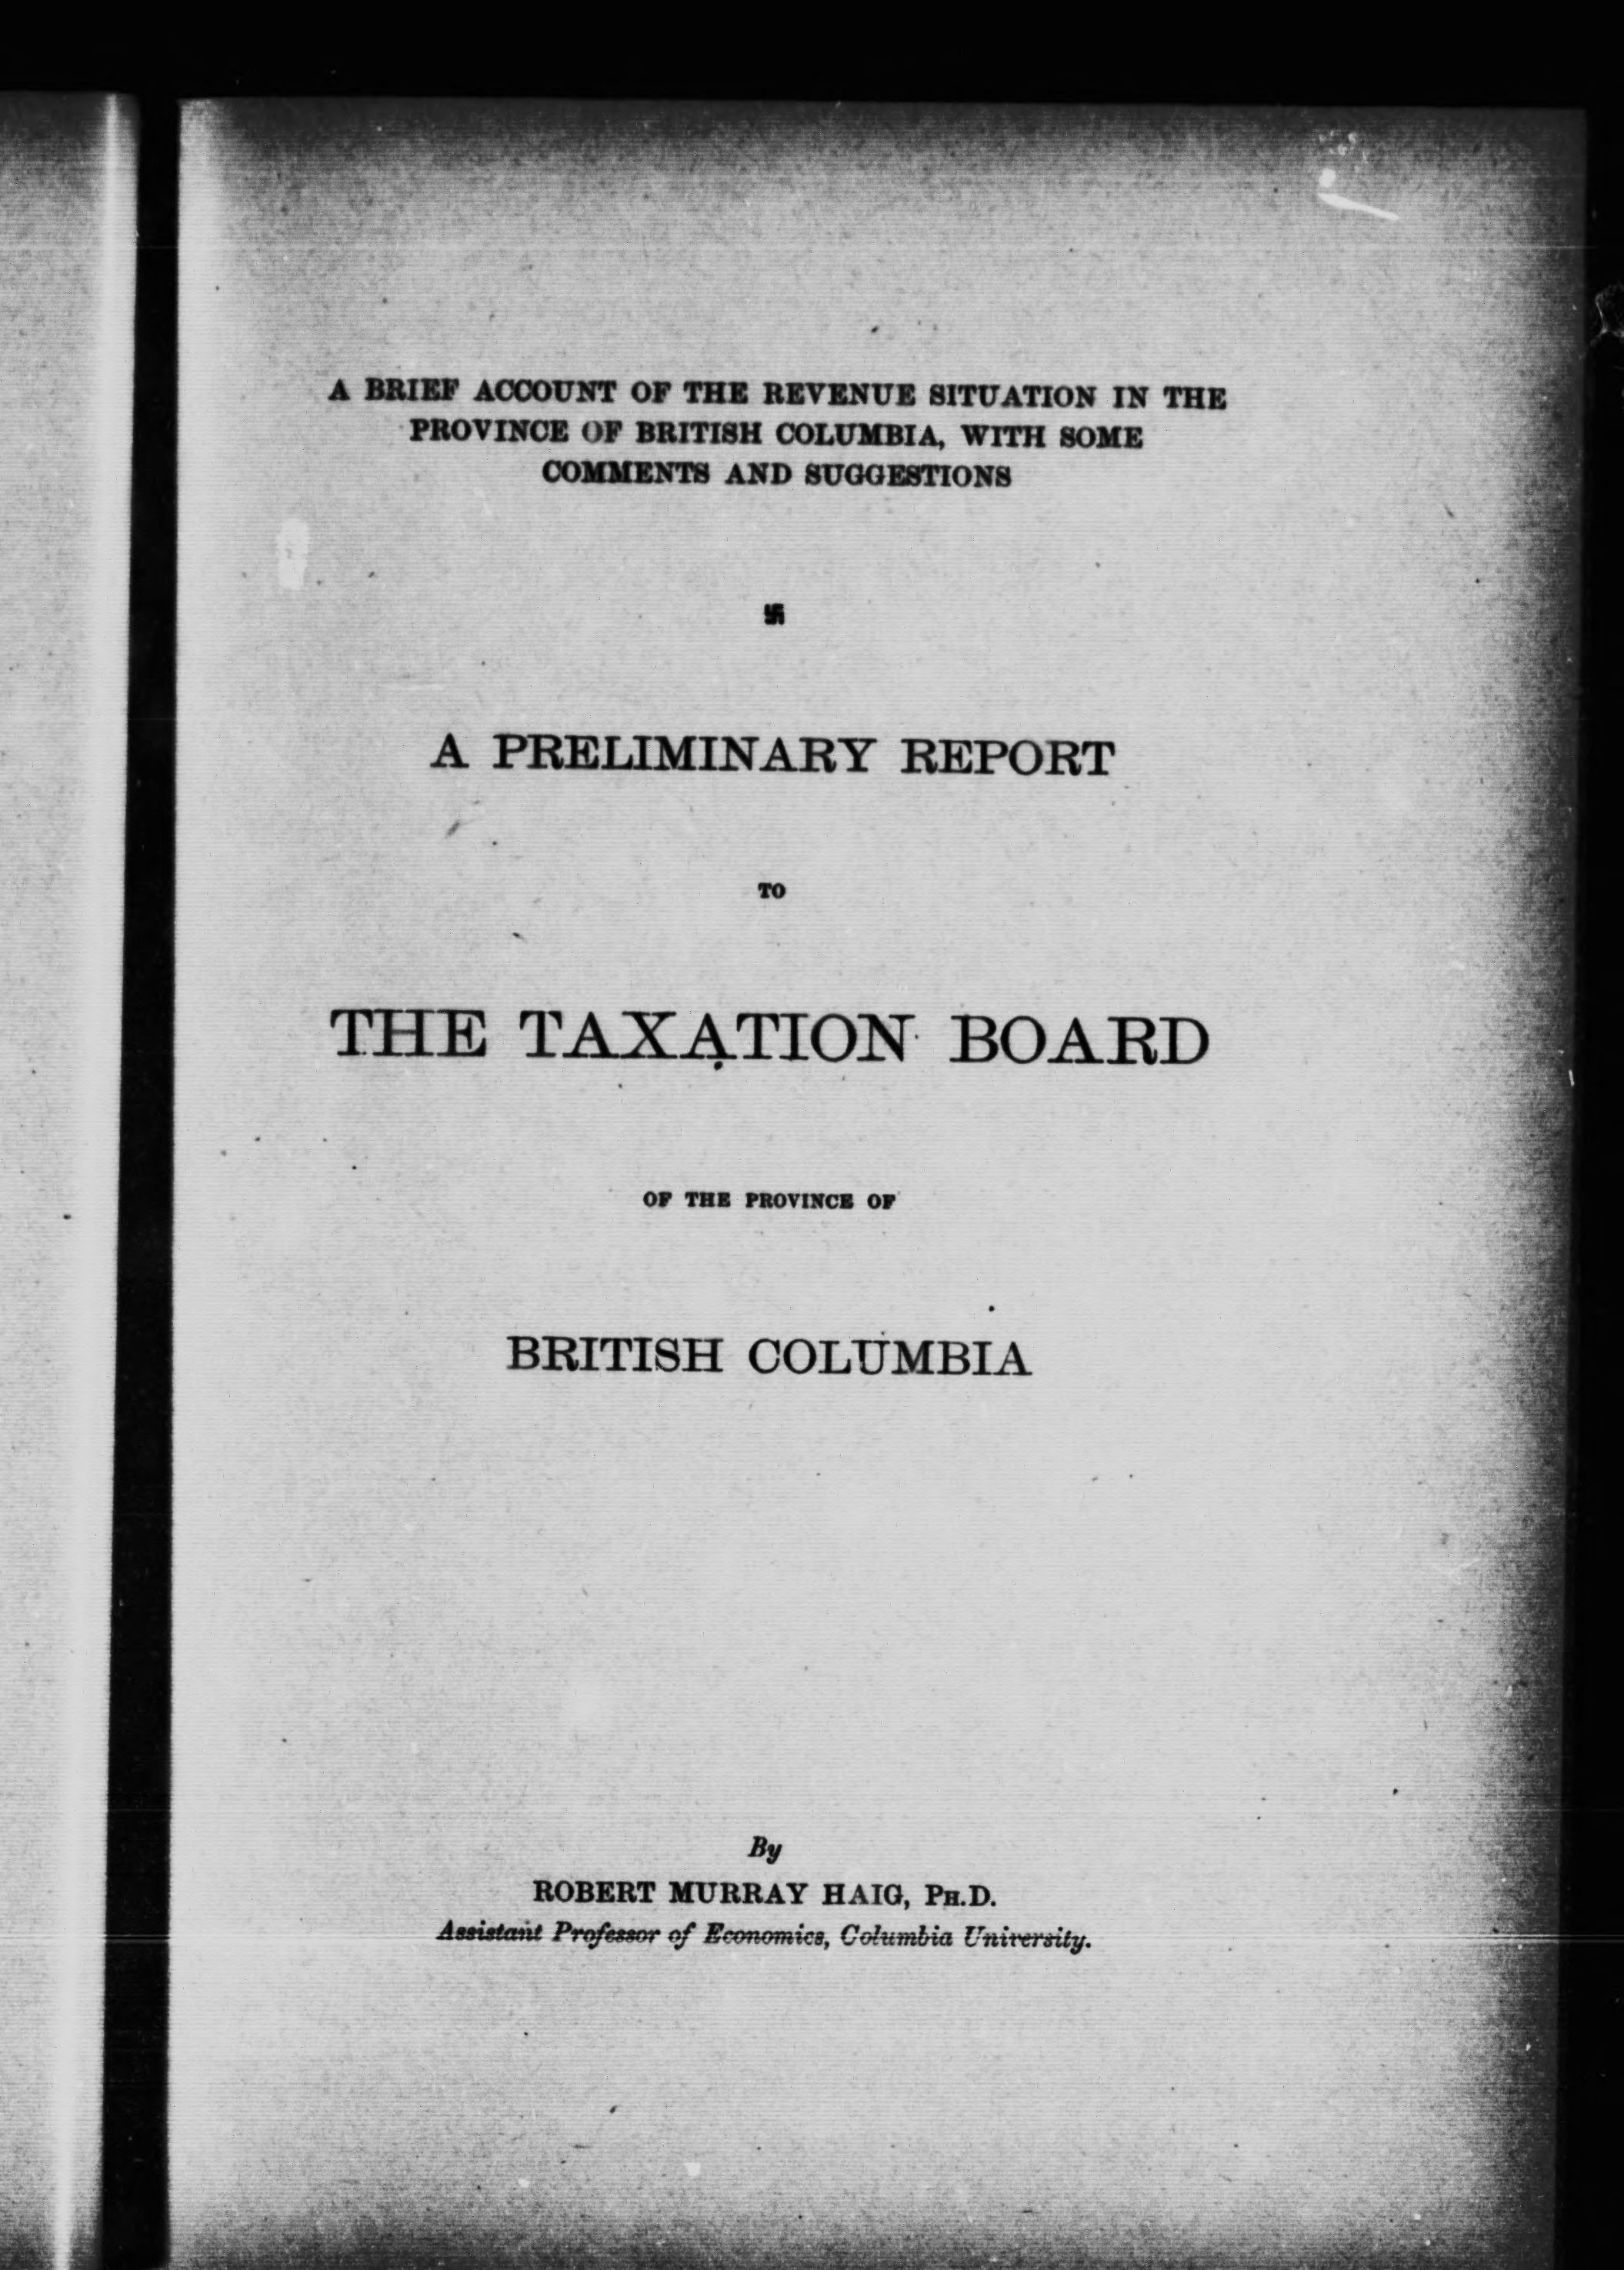 A BRIEF ACCOUNT OF THE REVENUE SITUATION IN THE
PROVINCE OF BRITISH COLUMBIA, WITH SOME
COMMENTS AND SUGGESTIONS
卐
A PRELIMINARY REPORT
TO
THE TAXATION BOARD
OF THE PROVINCE OF
BRITISH COLUMBIA
By
ROBERT MURRAY HAIG, PH.D.
Assistant Professor of Economics, Columbia University.